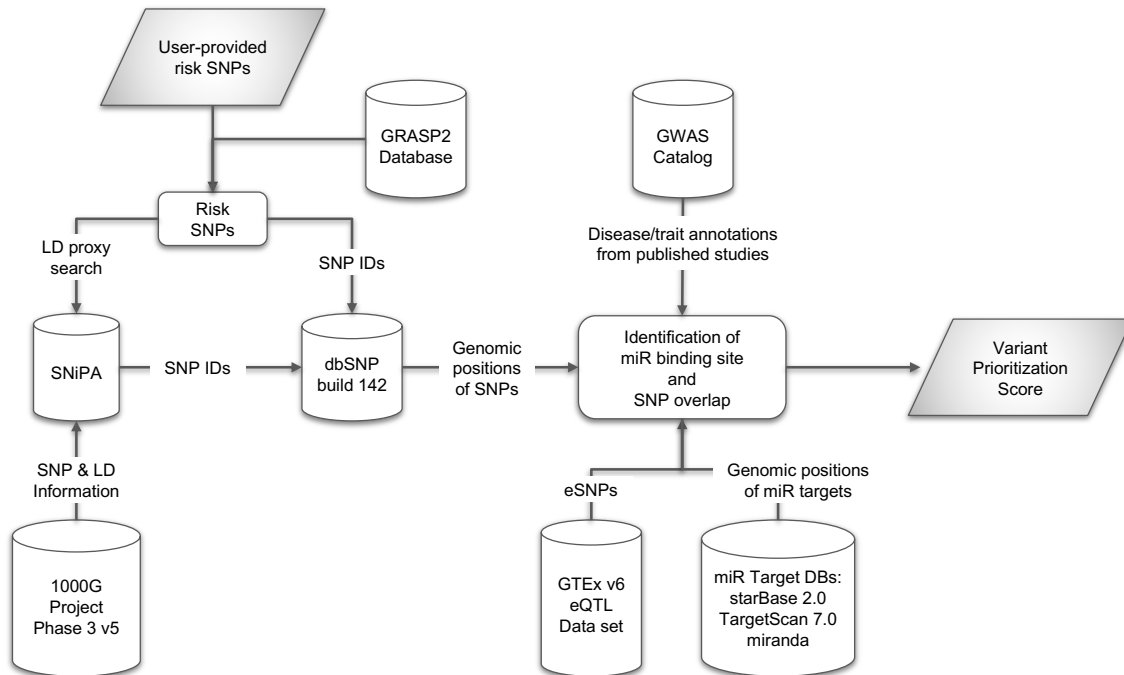 User-provided
risk SNPs
GRASP2
Database
GWAS
Catalog
Risk
SNPs
LD proxy
search
SNP IDs
Disease/trait annotations
from published studies
SNiPA
SNP IDs
dbSNP
build 142
Genomic
positions
of SNPs
Identification of
miR binding site
and
SNP overlap
Variant
Prioritization
Score
SNP & LD
Information
eSNPs
Genomic positions
of miR targets
1000G
Project
Phase 3 v5
GTEx v6
eQTL
Data set
miR Target DBs:
starBase 2.0
TargetScan 7.0
miranda